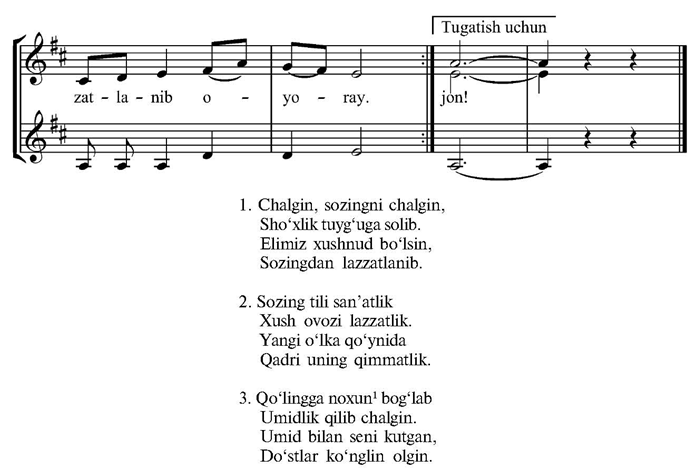 Tugatish uchun
zat – la – nib o – yo – ray. jon!
1. Chalgin, sozingni chalgin,
Sho‘xlik tuyg‘uga solib.
Elimiz xushnud bo‘lsin,
Sozingdan lazzatlanib.
2. Sozing tili san’atlik
Xush ovozi lazzatlik.
Yangi o‘lka qo‘ynida
Qadri uning qimmatlik.
3. Qo‘lingga noxun¹ bog‘lab
Umidlik qilib chalgin.
Umid bilan seni kutgan,
Do‘stlar ko‘nglin olgin.